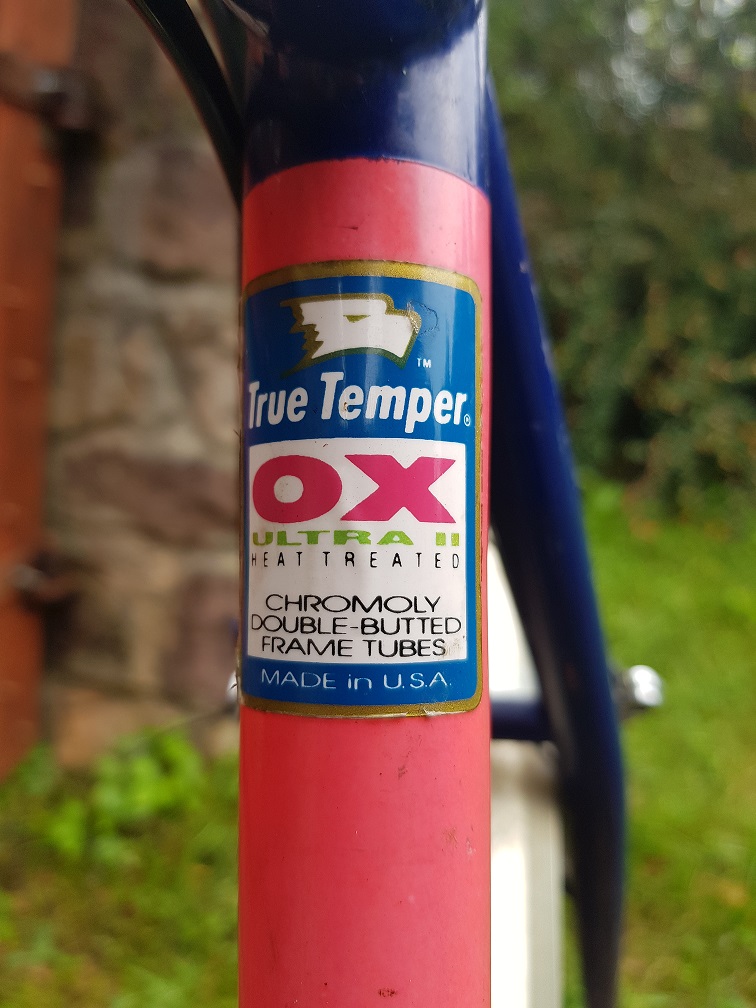 TM
True Temper®
OX
ULTRA II
HEAT TREATED
CHROMOLY
DOUBLE-BUTTED
FRAME TUBES
MADE in U.S.A.